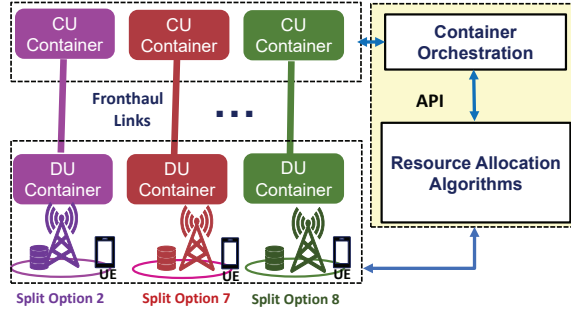 CU
Container
CU
Container
CU
Container
Container
Orchestration
Fronthaul
Links
...
API
DU
Container
DU
Container
DU
Container
Resource Allocation
Algorithms
UE
UE
UE
Split Option 2
Split Option 7
Split Option 8